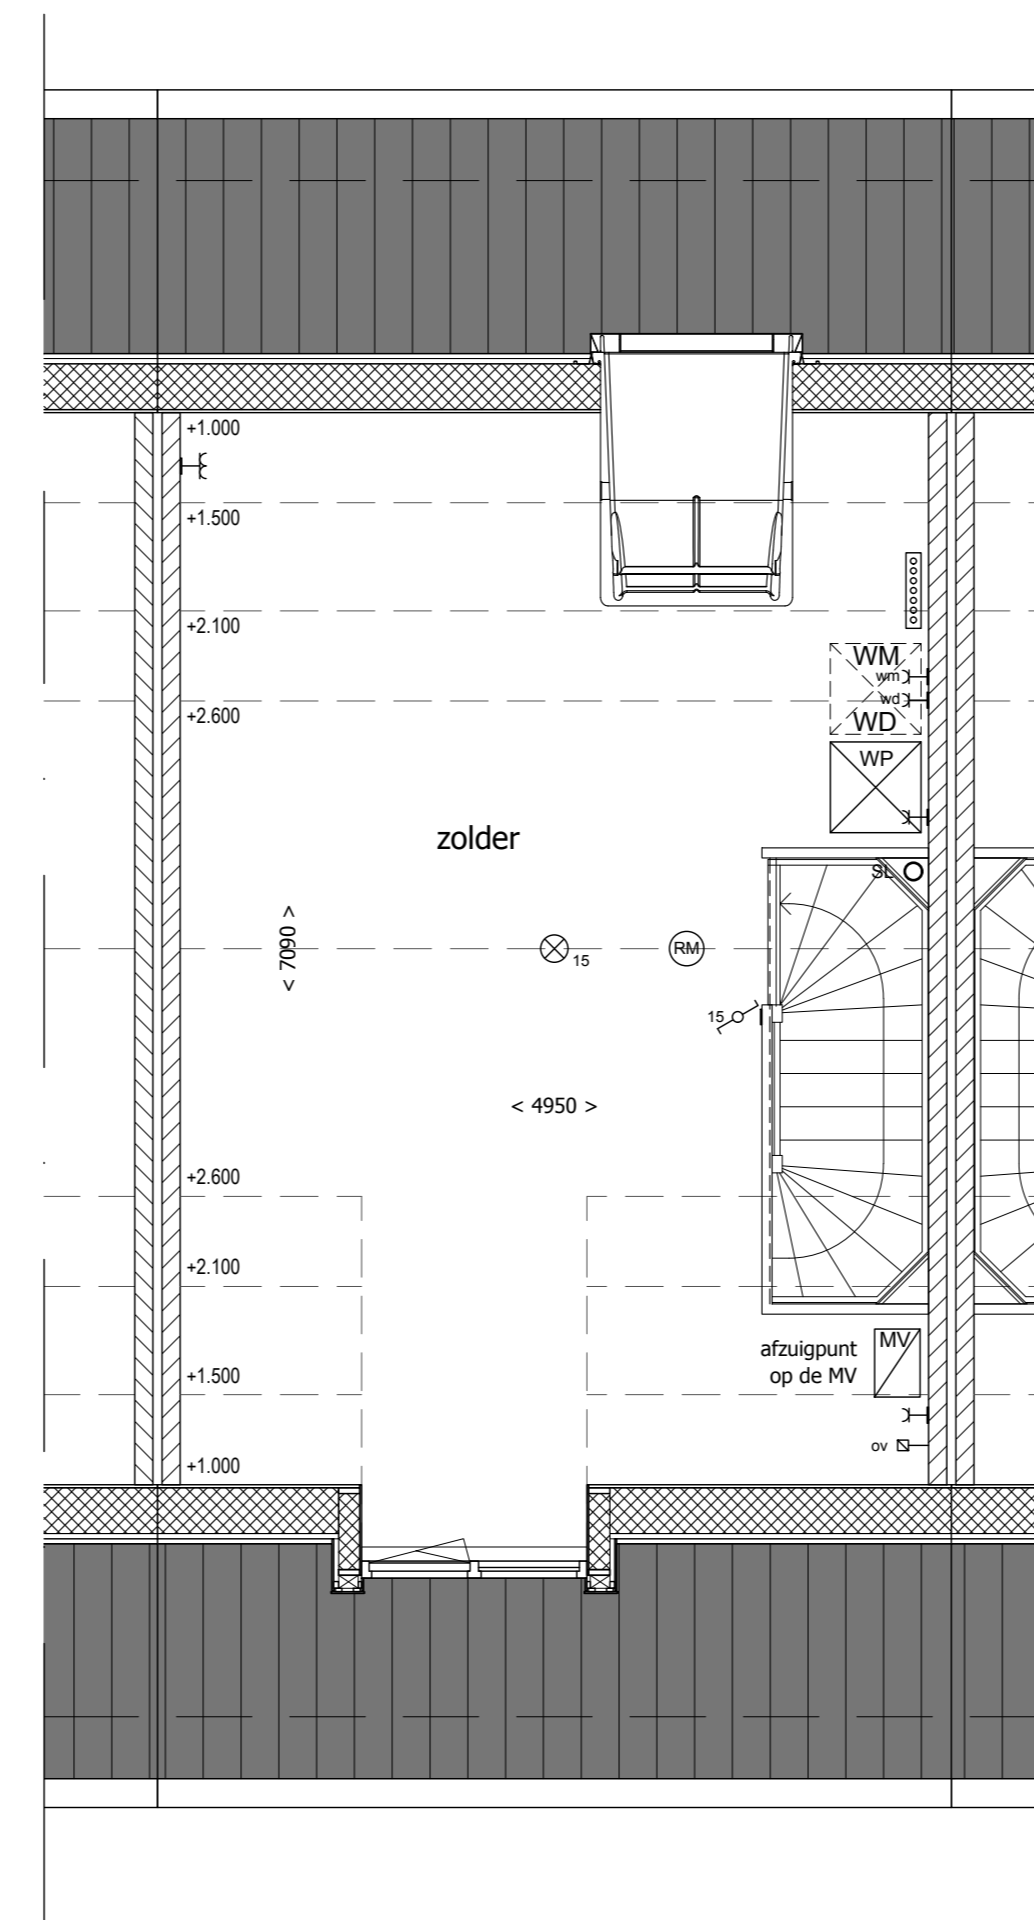 +1.000
+1.500
+2.100
WM
wm
wd
+2.600
WD
WP
zolder
SL
< 7090 >
15
RM
15
< 4950 >
+2.600
+2.100
afzuigpunt
op de MV
MV
+1.500
ov
+1.000